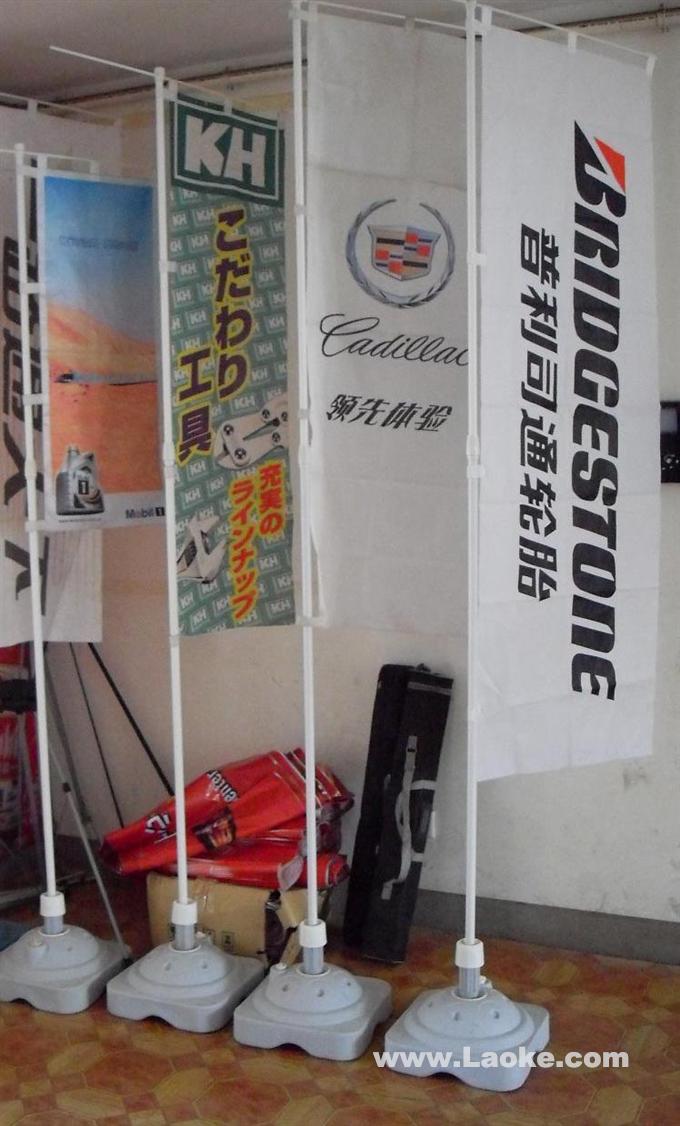 Mobil 1
KH
こだわり
工具
充実の
ラインナップ
Cadillac
领先体验
BRIDGESTONE
普利司通轮胎
www.Laoke.com